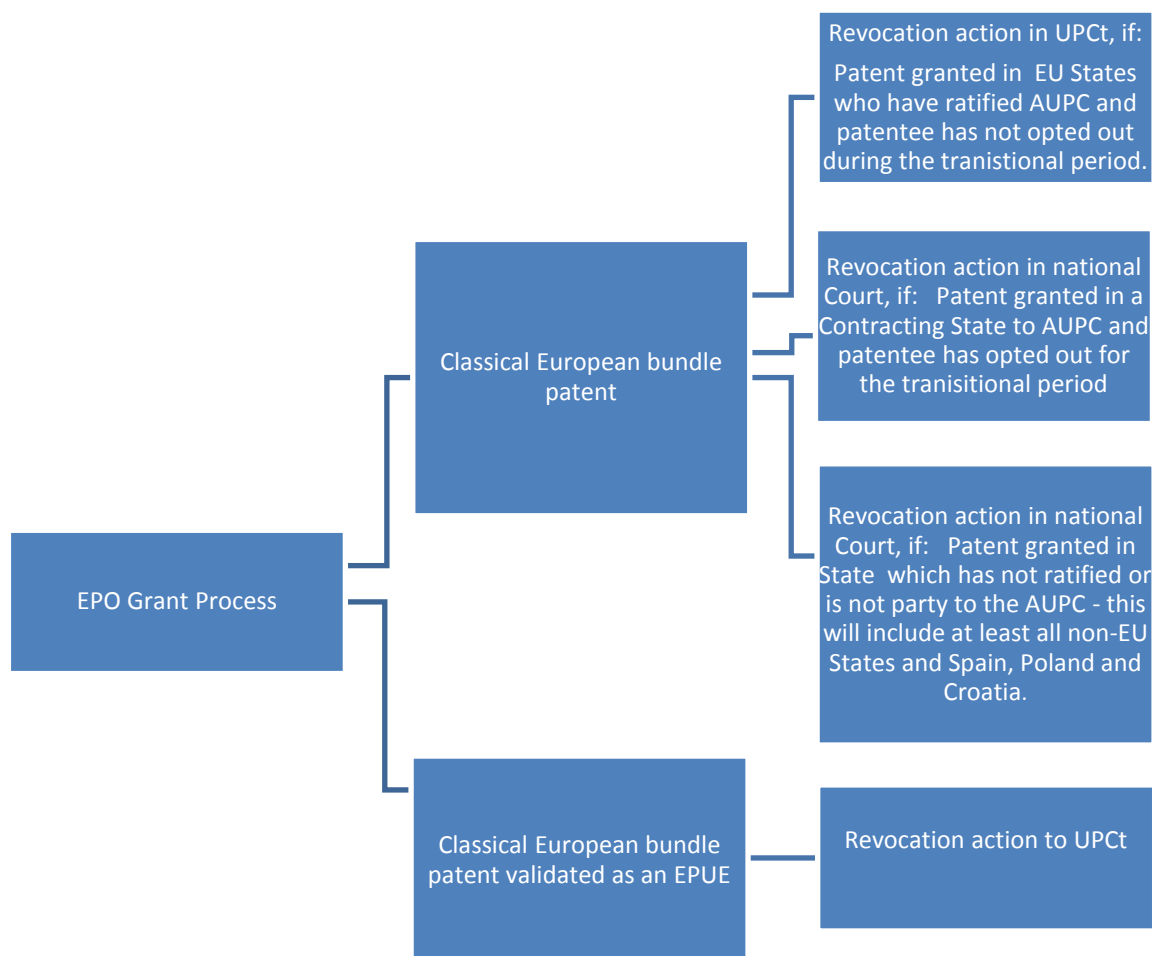 Revocation action in UPCt, if:
Patent granted in  EU States
who have ratified AUPC and
patentee has not opted out
during the tranistional period.
Revocation action in national
Court, if:   Patent granted in a
Contracting State to AUPC and
patentee has opted out for
the tranisitional period
Classical European bundle
patent
Revocation action in national
Court, if:   Patent granted in
State  which has not ratified or
is not party to the AUPC - this
will include at least all non-EU
States and Spain, Poland and
Croatia.
EPO Grant Process
Classical European bundle
patent validated as an EPUE
Revocation action to UPCt